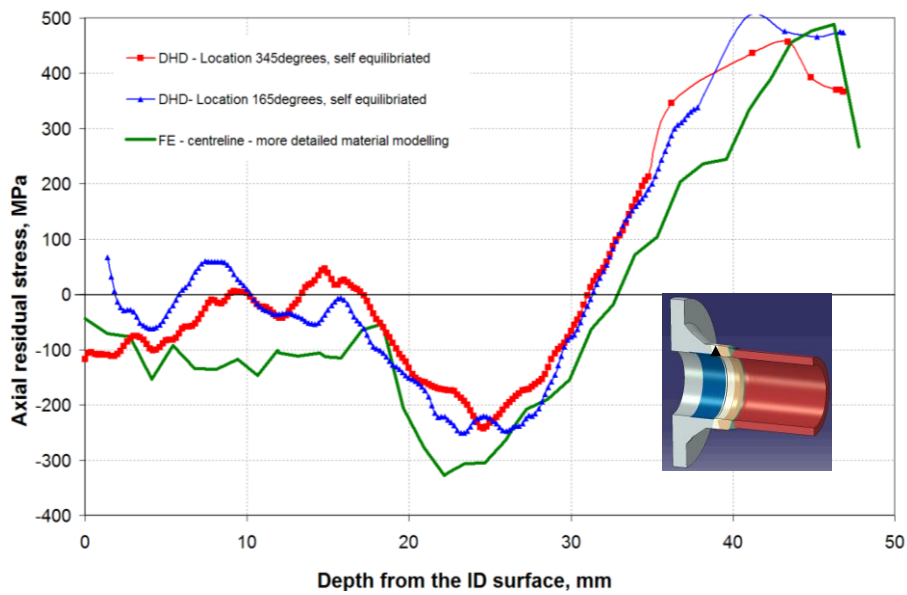 500
400
300
200
100
0
-100
-200
-300
-400
Axial residual stress, MPa
DHD - Location 345degrees, self equilibriated
DHD- Location 165degrees, self equilibriated
FE - centreline - more detailed material modelling
0 10 20 30 40 50
Depth from the ID surface, mm